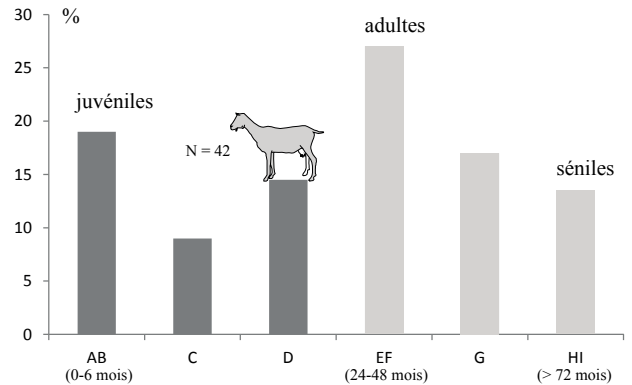 %
30
25
20
15
10
5
0
juvéniles
adultes
séniles
N = 42
AB C D EF G HI
(0-6 mois) (24-48 mois) (> 72 mois)